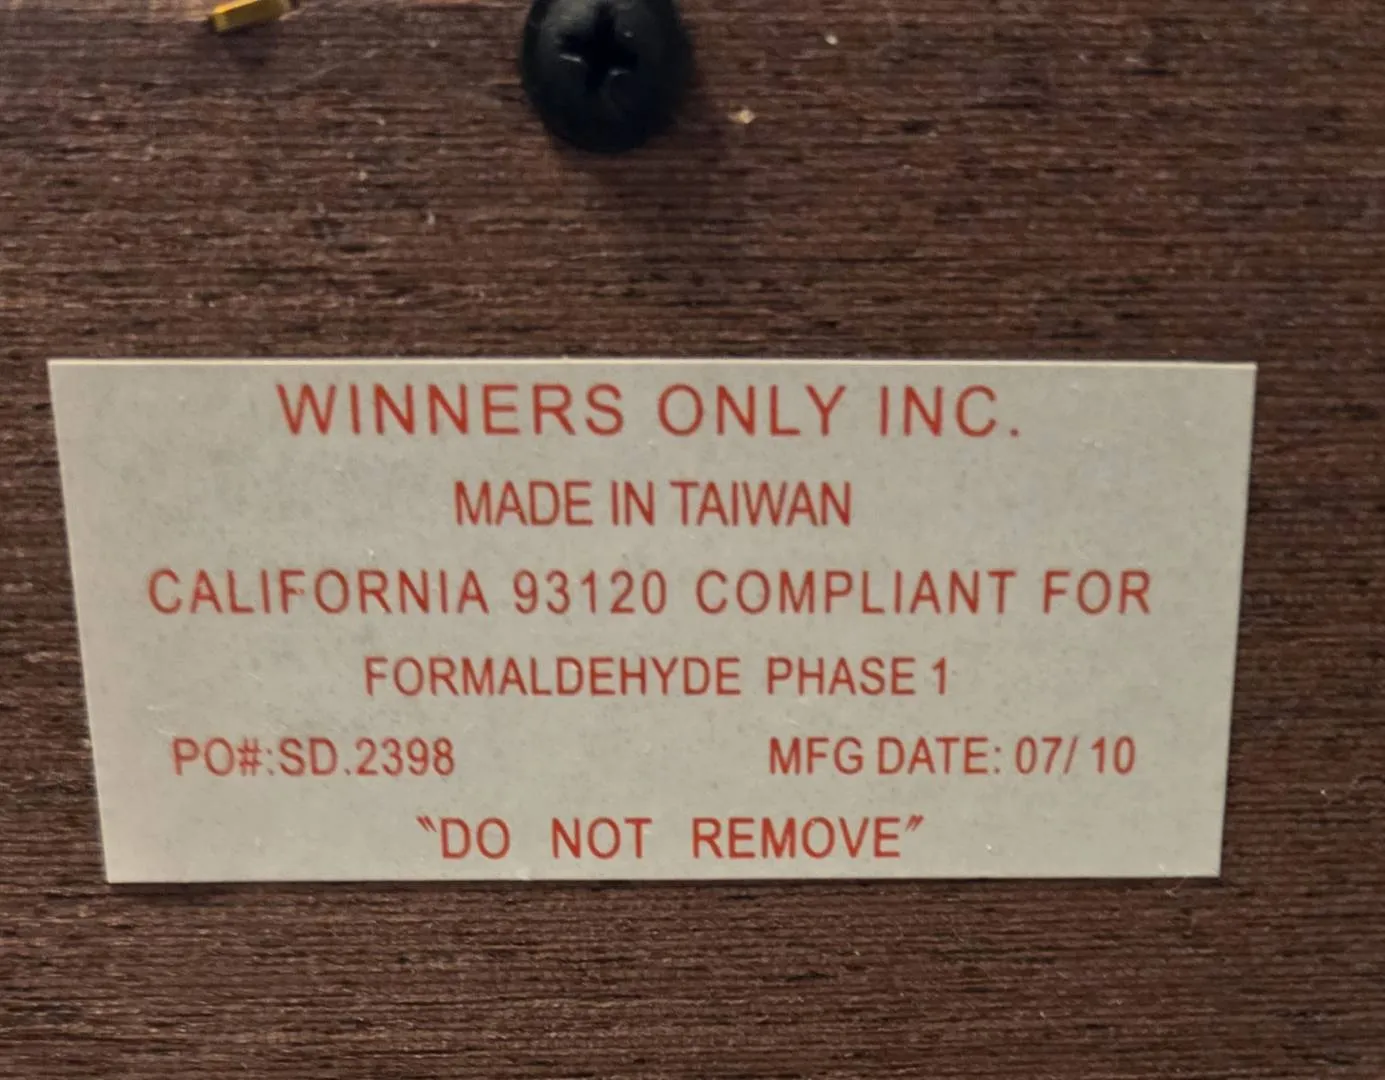 WINNERS ONLY INC.
MADE IN TAIWAN
CALIFORNIA 93120 COMPLIANT FOR
FORMALDEHYDE PHASE 1
PO#:SD.2398 MFG DATE: 07/ 10
"DO NOT REMOVE"